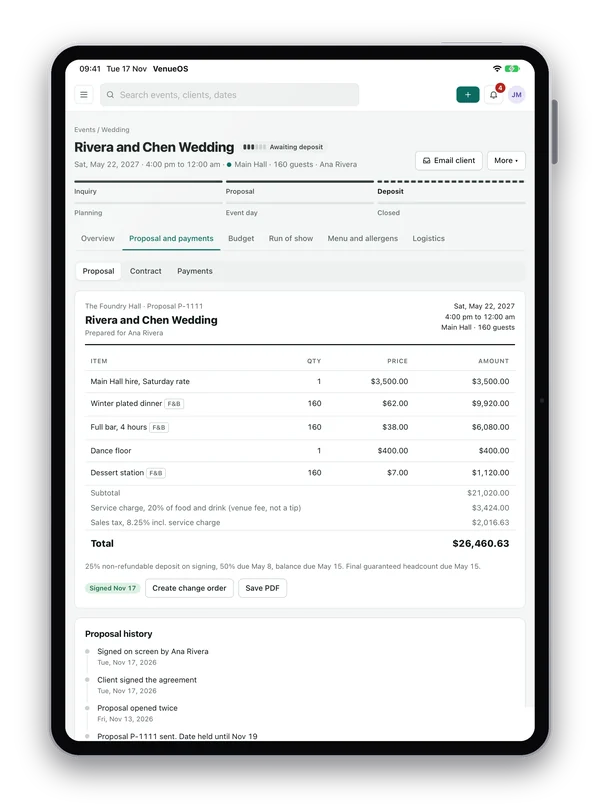 09:41 Tue 17 Nov VenueOS
Search events, clients, dates
+
4
JM
Events / Wedding
Rivera and Chen Wedding Awaiting deposit
Sat, May 22, 2027 · 4:00 pm to 12:00 am · Main Hall · 160 guests · Ana Rivera
Email client More
Inquiry Proposal Deposit
Planning Event day Closed
Overview Proposal and payments Budget Run of show Menu and allergens Logistics
Proposal Contract Payments
The Foundry Hall · Proposal P-1111
Rivera and Chen Wedding
Prepared for Ana Rivera
Sat, May 22, 2027
4:00 pm to 12:00 am
Main Hall · 160 guests
ITEM QTY PRICE AMOUNT
Main Hall hire, Saturday rate 1 $3,500.00 $3,500.00
Winter plated dinner F&B 160 $62.00 $9,920.00
Full bar, 4 hours F&B 160 $38.00 $6,080.00
Dance floor 1 $400.00 $400.00
Dessert station F&B 160 $7.00 $1,120.00
Subtotal $21,020.00
Service charge, 20% of food and drink (venue fee, not a tip) $3,424.00
Sales tax, 8.25% incl. service charge $2,016.63
Total $26,460.63
25% non-refundable deposit on signing, 50% due May 8, balance due May 15. Final guaranteed headcount due May 15.
Signed Nov 17 Create change order Save PDF
Proposal history
Signed on screen by Ana Rivera
Tue, Nov 17, 2026
Client signed the agreement
Tue, Nov 17, 2026
Proposal opened twice
Fri, Nov 13, 2026
Proposal P-1111 sent. Date held until Nov 19